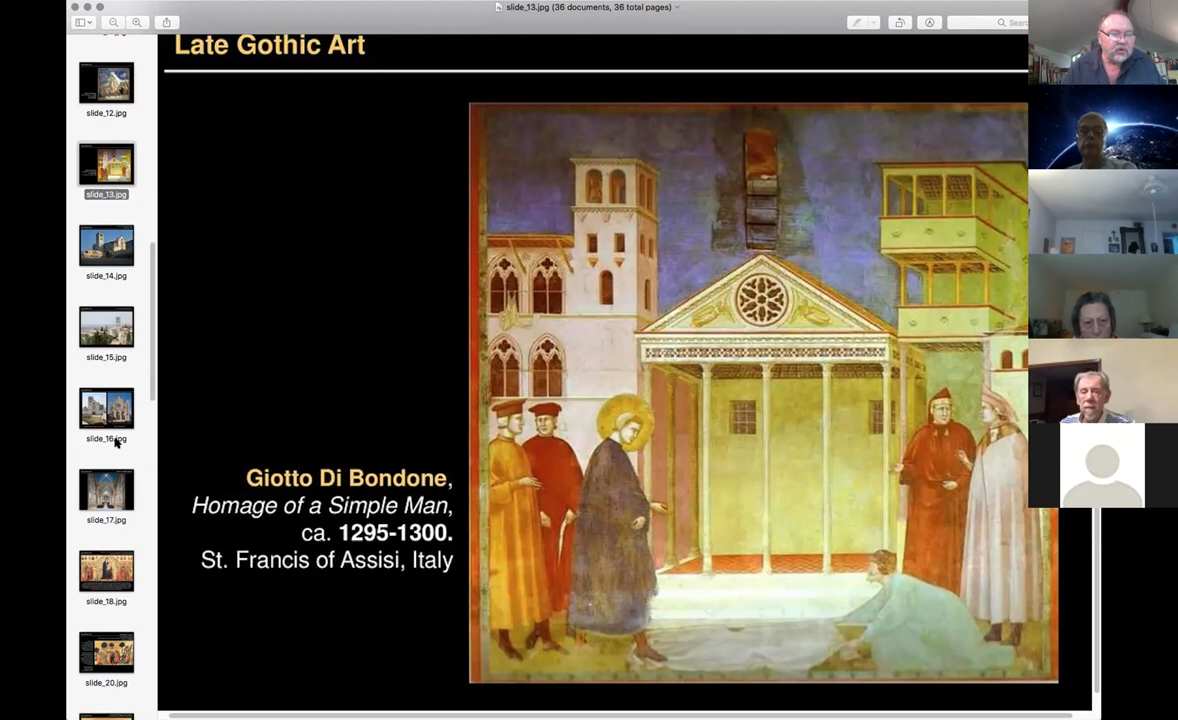 slide_13.jpg (36 documents, 36 total pages)
Late Gothic Art
slide_12.jpg
slide_13.jpg
slide_14.jpg
slide_15.jpg
slide_16.jpg
slide_17.jpg
slide_18.jpg
slide_20.jpg
Giotto Di Bondone,
Homage of a Simple Man,
ca. 1295-1300.
St. Francis of Assisi, Italy